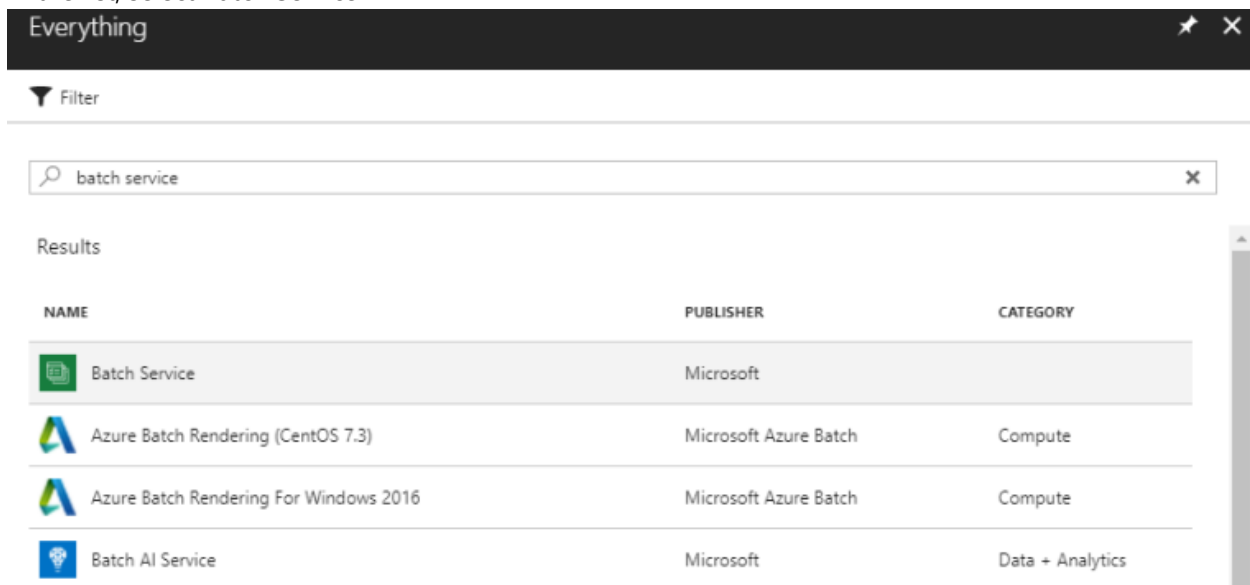 Everything
Filter
batch service
Results
NAME PUBLISHER CATEGORY
Batch Service Microsoft
Azure Batch Rendering (CentOS 7.3) Microsoft Azure Batch Compute
Azure Batch Rendering For Windows 2016 Microsoft Azure Batch Compute
Batch AI Service Microsoft Data + Analytics